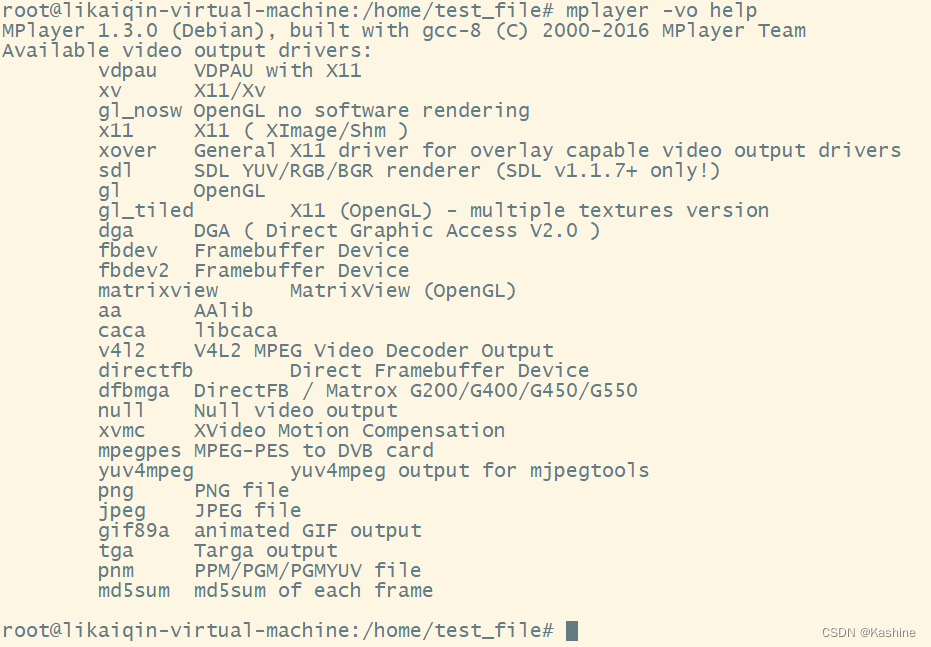 root@likaiqin-virtual-machine:/home/test_file# mplayer -vo help
MPlayer 1.3.0 (Debian), built with gcc-8 (C) 2000-2016 MPlayer Team
Available video output drivers:
        vdpau   VDPAU with X11
        xv      X11/Xv
        gl_nosw OpenGL no software rendering
        x11     X11 ( XImage/Shm )
        xover   General X11 driver for overlay capable video output drivers
        sdl     SDL YUV/RGB/BGR renderer (SDL v1.1.7+ only!)
        gl      OpenGL
        gl_tiled        X11 (OpenGL) - multiple textures version
        dga     DGA ( Direct Graphic Access V2.0 )
        fbdev   Framebuffer Device
        fbdev2  Framebuffer Device
        matrixview      MatrixView (OpenGL)
        aa      AAlib
        caca    libcaca
        v4l2    V4L2 MPEG Video Decoder Output
        directfb        Direct Framebuffer Device
        dfbmga  DirectFB / Matrox G200/G400/G450/G550
        null    Null video output
        xvmc    XVideo Motion Compensation
        mpegpes MPEG-PES to DVB card
        yuv4mpeg        yuv4mpeg output for mjpegtools
        png     PNG file
        jpeg    JPEG file
        gif89a  animated GIF output
        tga     Targa output
        pnm     PPM/PGM/PGMYUV file
        md5sum  md5sum of each frame
root@likaiqin-virtual-machine:/home/test_file#
CSDN @Kashine